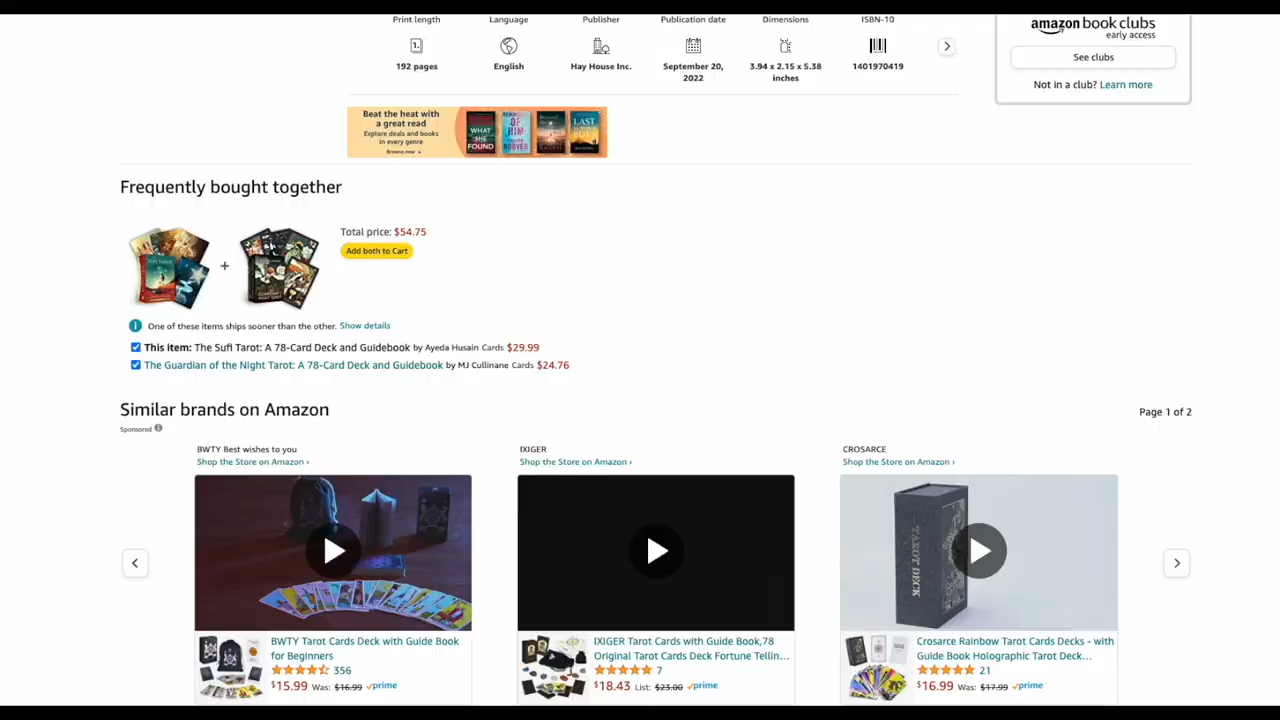 Print length
Language
Publisher
Publication date
Dimensions
ISBN-10
192 pages
English
Hay House Inc.
September 20,
2022
3.94 x 2.15 x 5.38
inches
1401970419
amazon book clubs
early access
See clubs
Not in a club? Learn more
Beat the heat with
a great read
Explore deals and books
in every genre
Browse now
WHAT
SHE
FOUND
OF
HIM
LAST
Frequently bought together
Total price: $54.75
Add both to Cart
One of these items ships sooner than the other. Show details
This item: The Sufi Tarot: A 78-Card Deck and Guidebook by Ayeda Husain Cards $29.99
The Guardian of the Night Tarot: A 78-Card Deck and Guidebook by MJ Cullinane Cards $24.76
Similar brands on Amazon
Page 1 of 2
Sponsored
BWTY Best wishes to you
Shop the Store on Amazon ›
IXIGER
Shop the Store on Amazon ›
CROSARCE
Shop the Store on Amazon ›
TAROT DECK
BWTY Tarot Cards Deck with Guide Book
for Beginners
356
$15.99 Was: $16.99 prime
IXIGER Tarot Cards with Guide Book,78
Original Tarot Cards Deck Fortune Tellin...
7
$18.43 List: $23.00 prime
Crosarce Rainbow Tarot Cards Decks - with
Guide Book Holographic Tarot Deck...
21
$16.99 Was: $17.99 prime